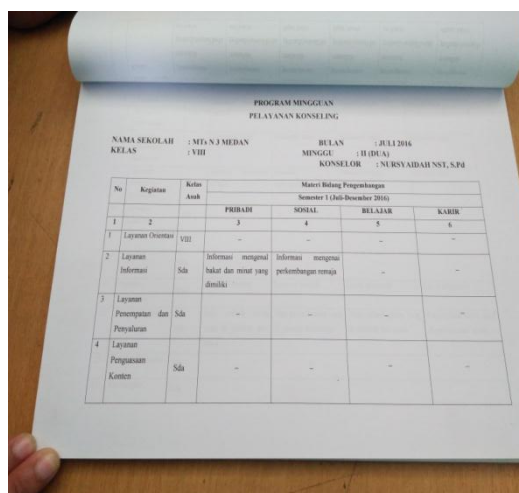 PROGRAM MINGGUAN
PELAYANAN KONSELING
NAMA SEKOLAH : MTs N 3 MEDAN BULAN : JULI 2016
KELAS : VIII MINGGU : II (DUA)
KONSELOR : NURSYAIDAH NST, S.Pd
No Kegiatan Kelas Asuh Materi Bidang Pengembangan
Semester 1 (Juli-Desember 2016)
PRIBADI SOSIAL BELAJAR KARIR
1 2 3 4 5 6
1 Layanan Orientasi VIII – – – –
2 Layanan Informasi mengenal Informasi mengenai
Informasi Sda bakat dan minat yang perkembangan remaja – –
dimiliki
3 Layanan
Penempatan dan Sda – – – –
Penyaluran
4 Layanan
Penguasaan Sda – – – –
Konten